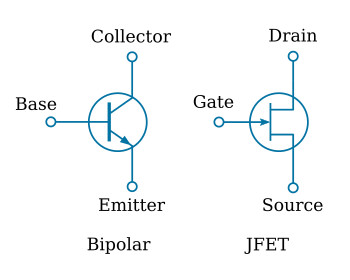 Collector
Drain
Base
Gate
Emitter
Source
Bipolar
JFET